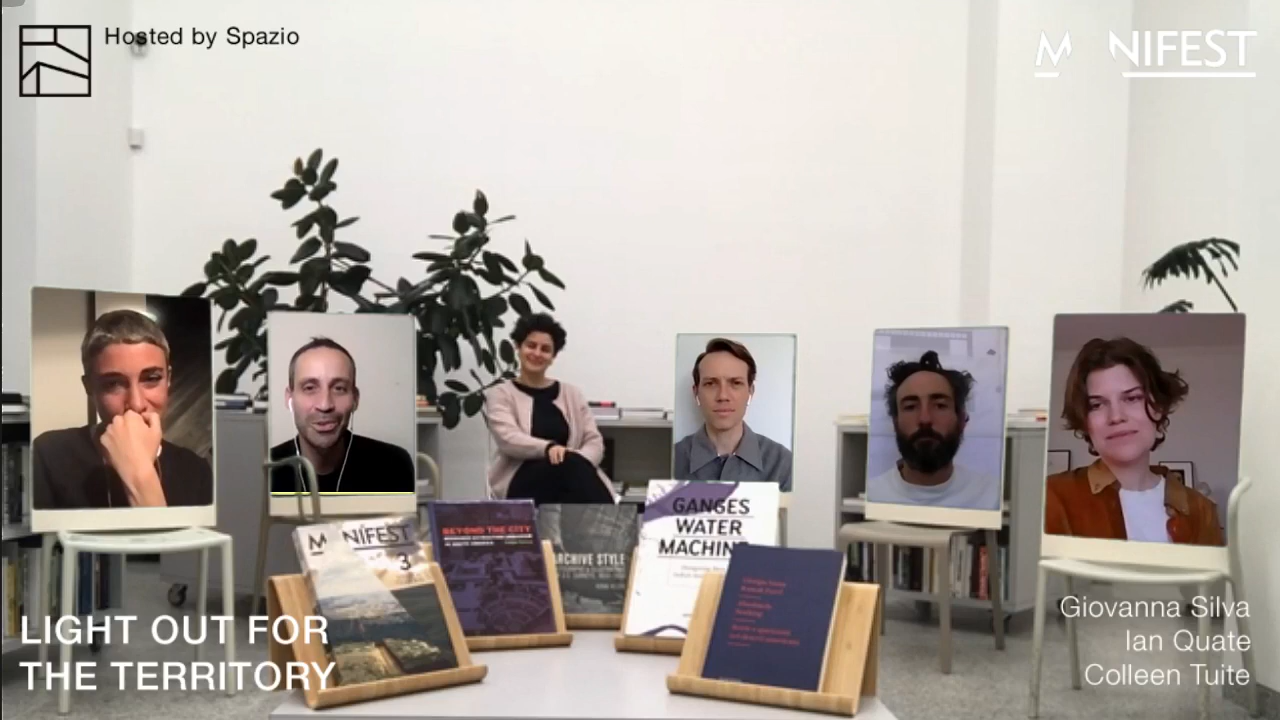 Hosted by Spazio
M NIFEST
M NIFEST
3
BEYOND THE CITY
ARCHIVE STYLE
GANGES
WATER
MACHINE
LIGHT OUT FOR
THE TERRITORY
Giovanna Silva
Ian Quate
Colleen Tuite